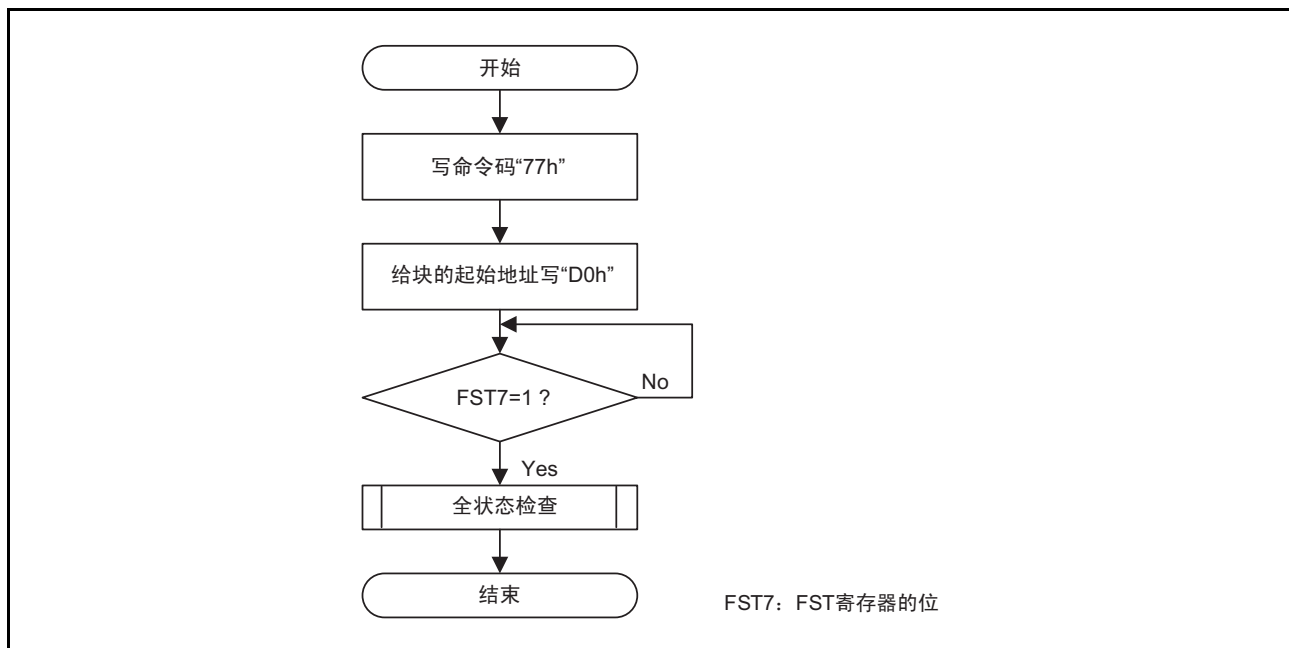 开始
写命令码“77h”
给块的起始地址写“D0h”
FST7=1 ?
No
Yes
全状态检查
结束
FST7：FST寄存器的位